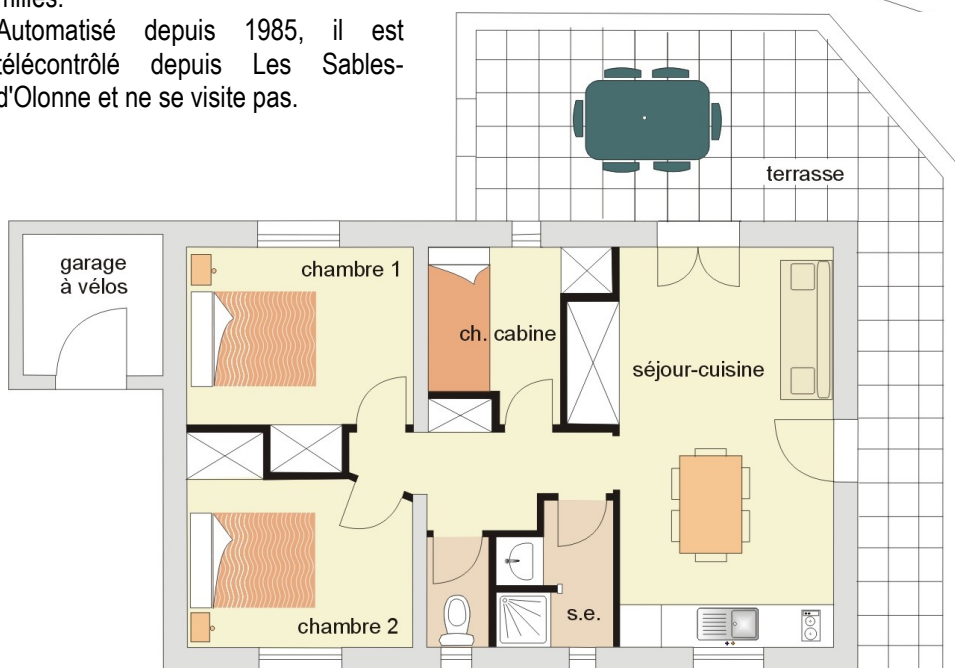 Automatisé depuis 1985, il est
télécontrôlé depuis Les Sables-
d'Olonne et ne se visite pas.
terrasse
garage
à vélos
chambre 1
ch. cabine
séjour-cuisine
chambre 2
s.e.